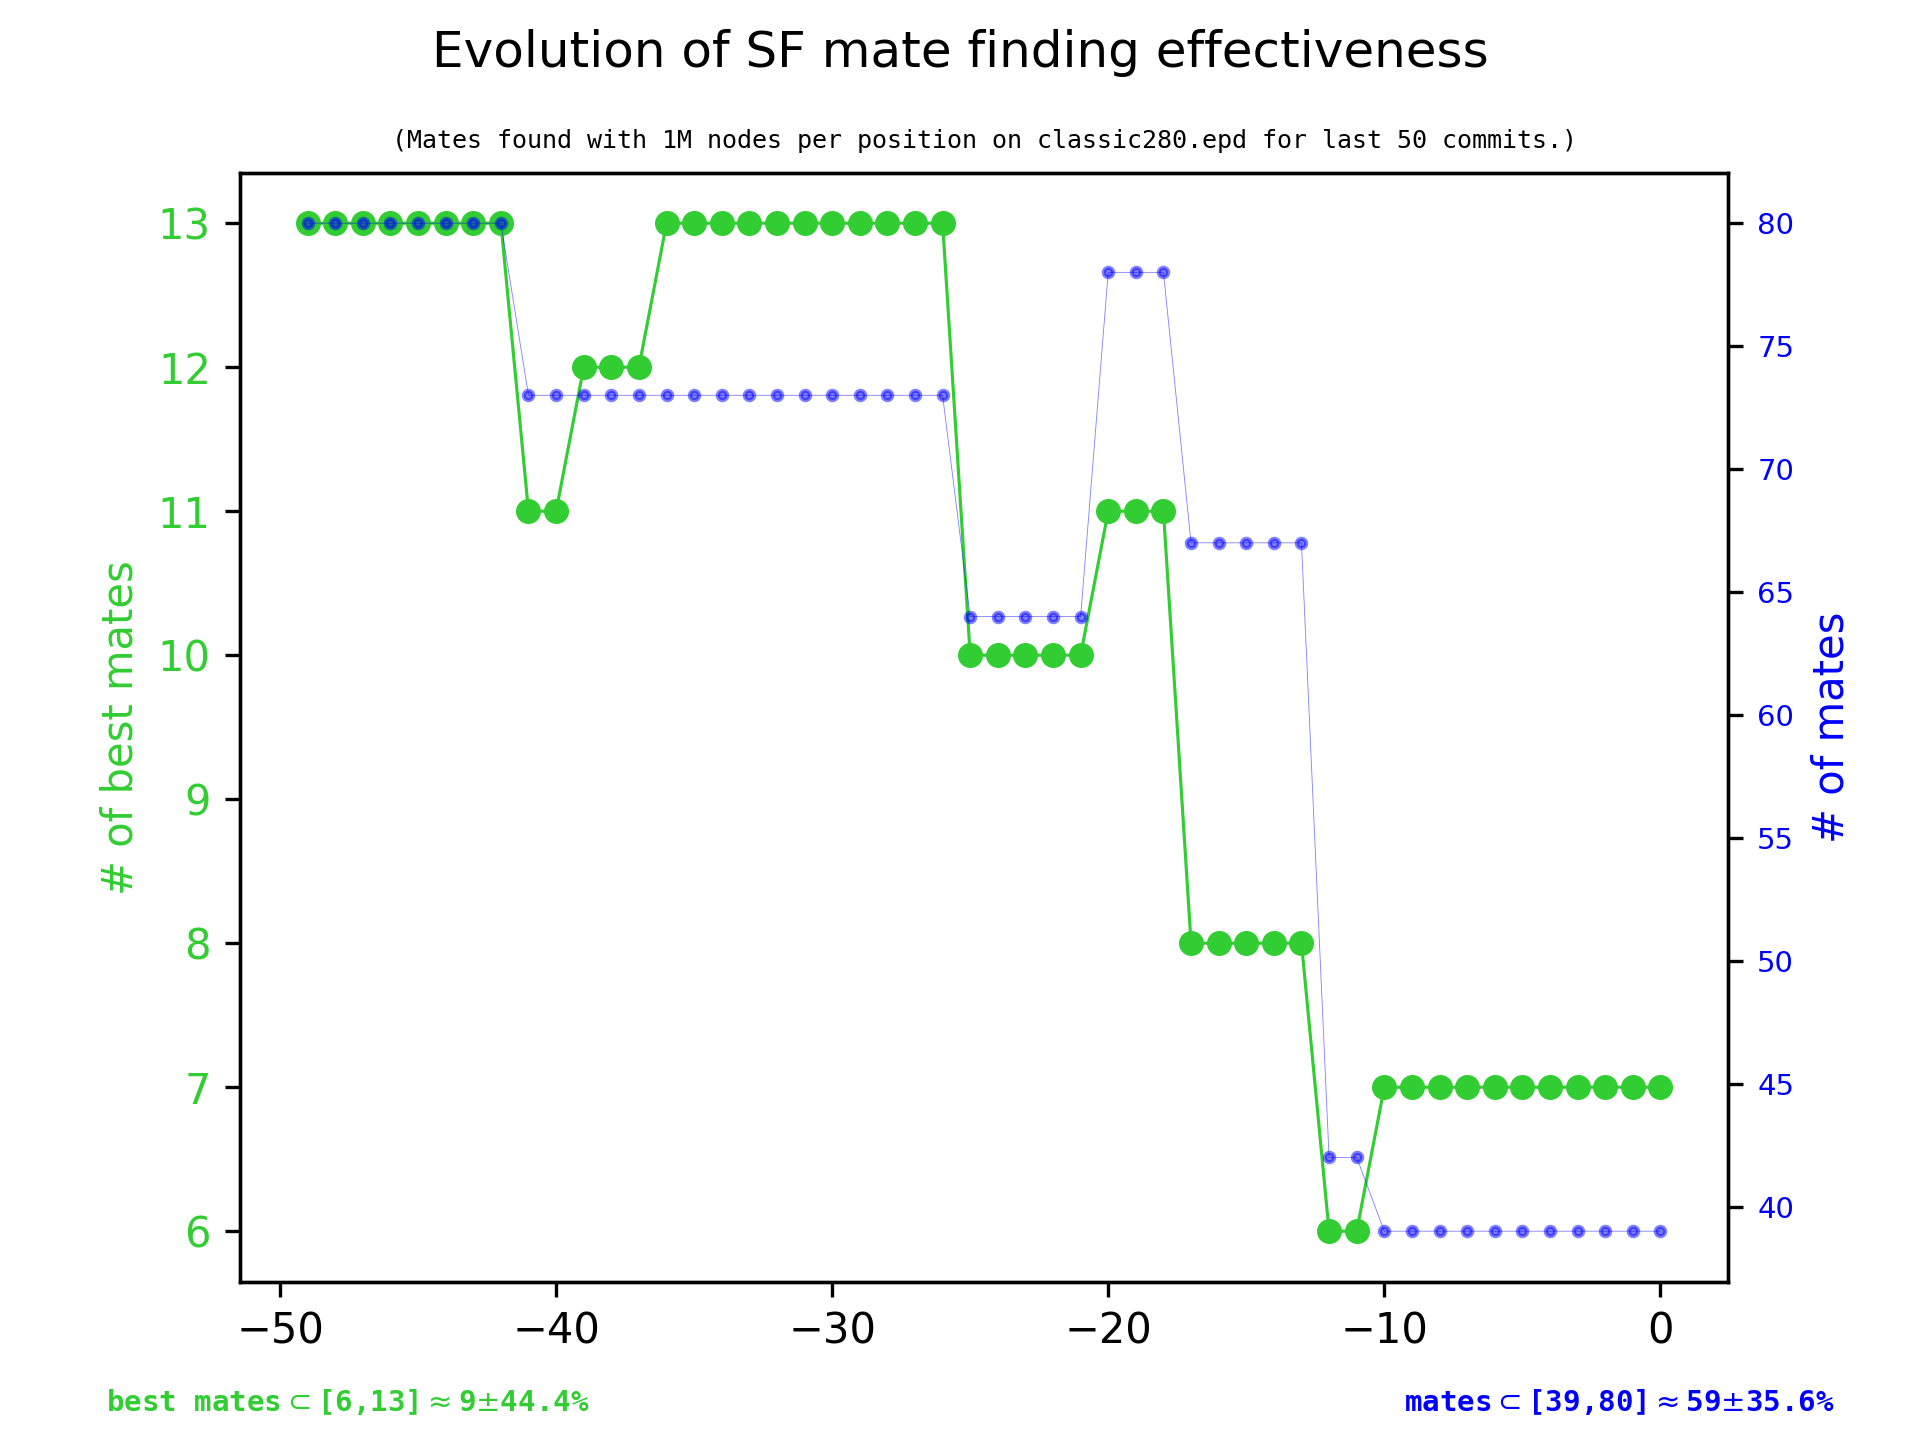 Evolution of SF mate finding effectiveness
(Mates found with 1M nodes per position on classic280.epd for last 50 commits.)
# of best mates
13
12
11
10
9
8
7
6
80
75
70
65
60
55
50
45
40
# of mates
−50 −40 −30 −20 −10 0
best mates ⊂ [6,13] ≈ 9±44.4%
mates ⊂ [39,80] ≈ 59±35.6%